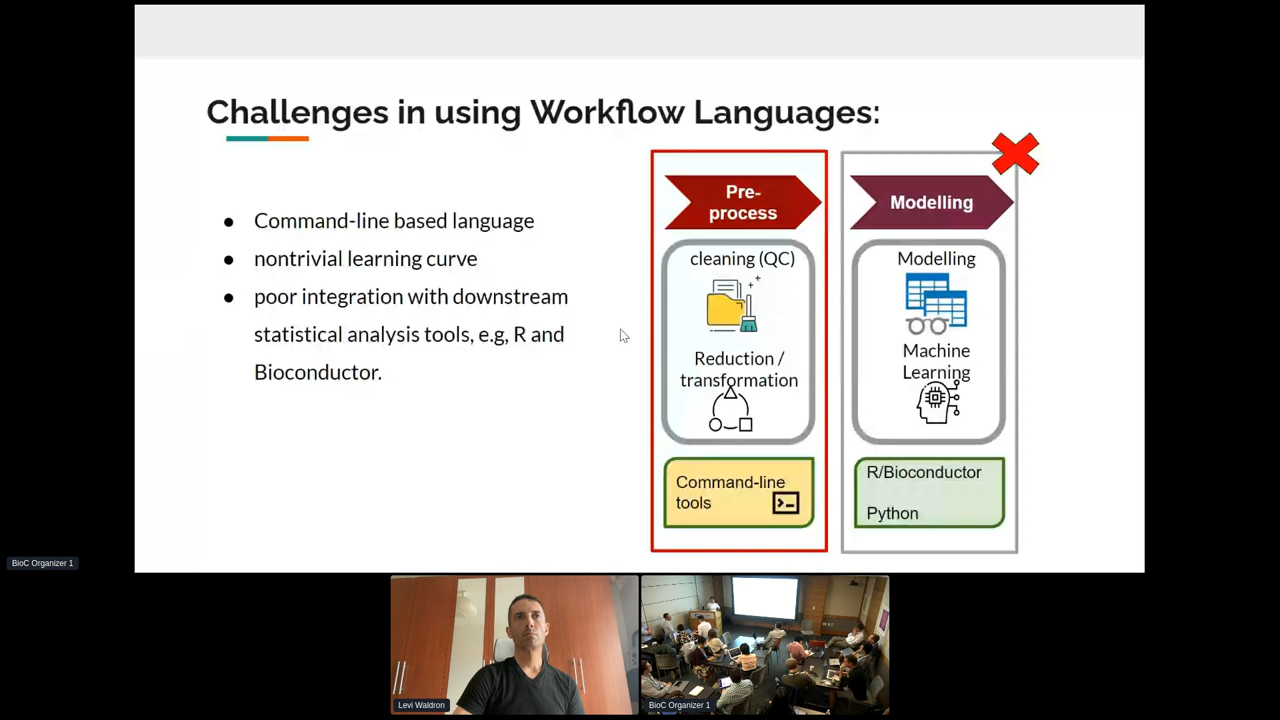 Challenges in using Workflow Languages:
● Command-line based language
● nontrivial learning curve
● poor integration with downstream
statistical analysis tools, e.g, R and
Bioconductor.
Pre-
process
cleaning (QC)
Reduction /
transformation
Command-line
tools
Modelling
Modelling
Machine
Learning
R/Bioconductor
Python
BioC Organizer 1
Levi Waldron
BioC Organizer 1